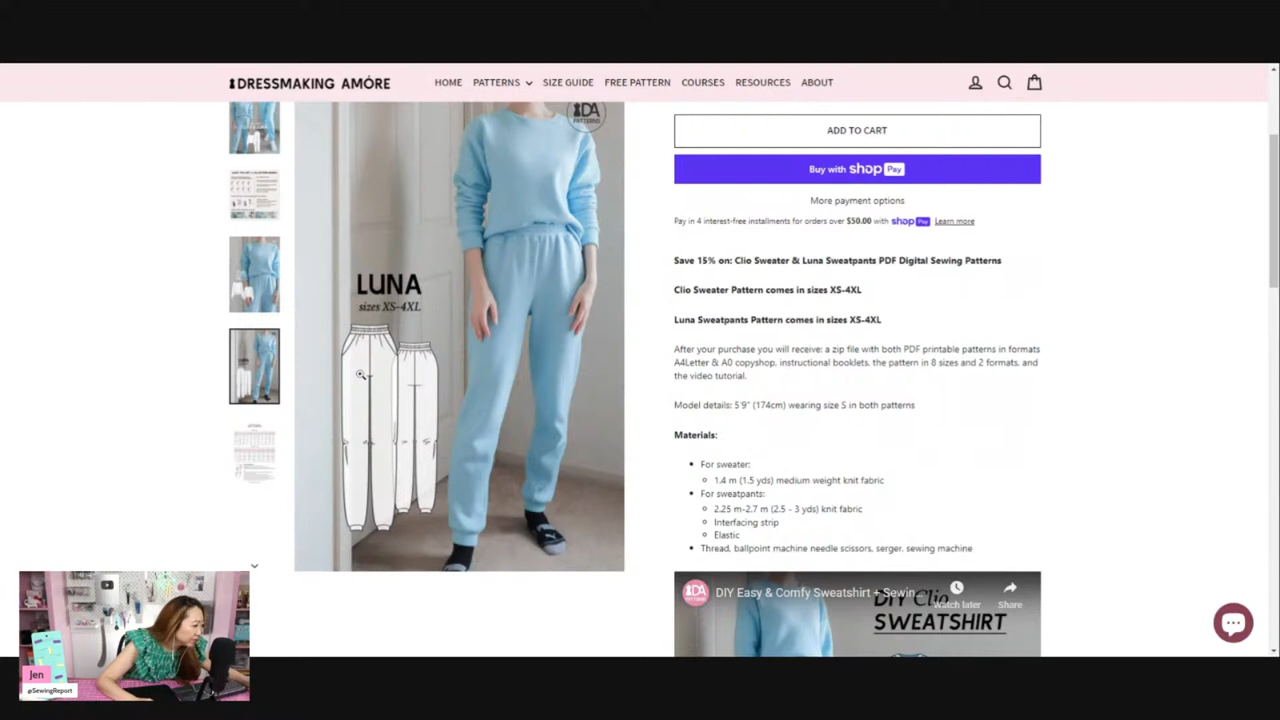 DRESSMAKING AMÓRE
HOME
PATTERNS
SIZE GUIDE
FREE PATTERN
COURSES
RESOURCES
ABOUT
DA
PATTERNS
LUNA
sizes XS-4XL
ADD TO CART
Buy with shop Pay
More payment options
Pay in 4 interest-free installments for orders over $50.00 with shop Pay Learn more
Save 15% on: Clio Sweater & Luna Sweatpants PDF Digital Sewing Patterns
Clio Sweater Pattern comes in sizes XS-4XL
Luna Sweatpants Pattern comes in sizes XS-4XL
After your purchase you will receive: a zip file with both PDF printable patterns in formats
A4Letter & A0 copyshop, instructional booklets, the pattern in 8 sizes and 2 formats, and
the video tutorial.
Model details: 5'9" (174cm) wearing size S in both patterns
Materials:
For sweater:
1.4 m (1.5 yds) medium weight knit fabric
For sweatpants:
2.25 m-2.7 m (2.5 - 3 yds) knit fabric
Interfacing strip
Elastic
Thread, ballpoint machine needle scissors, serger, sewing machine
DA
PATTERNS
DIY Easy & Comfy Sweatshirt + Sewin...
Watch later
Share
DIY Clio
SWEATSHIRT
Jen
@SewingReport